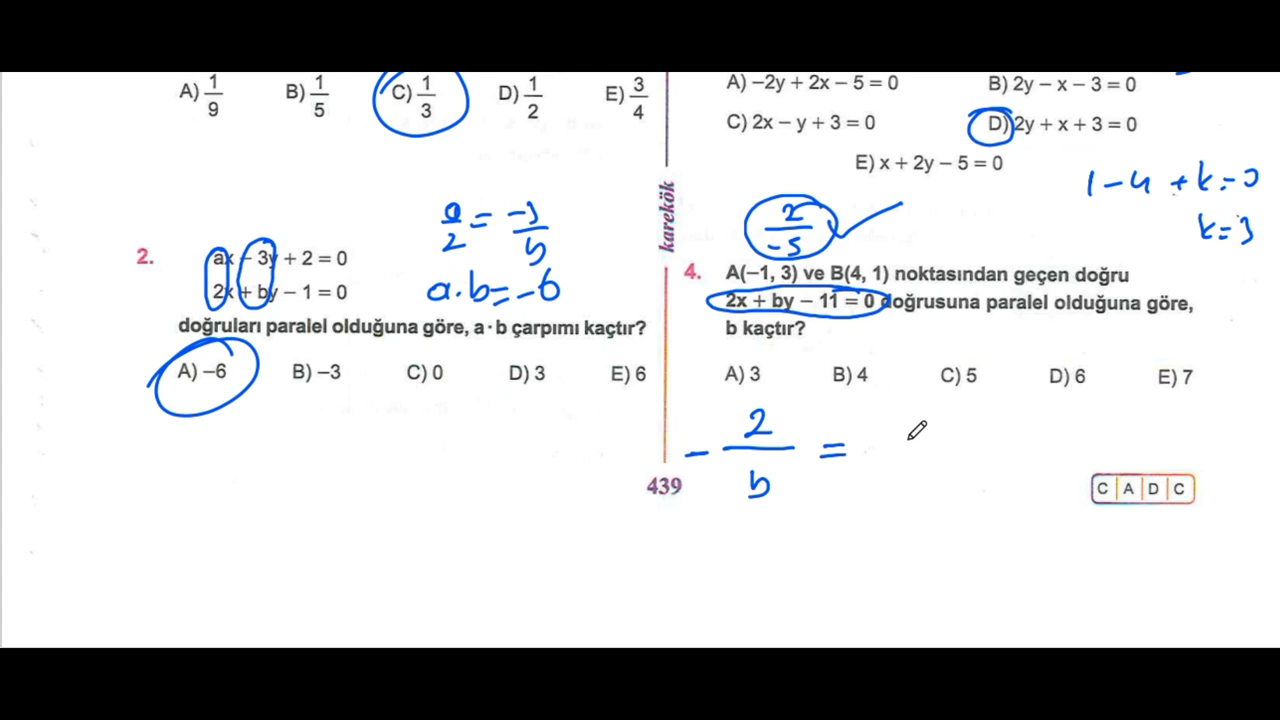 A) 1/9 B) 1/5 C) 1/3 D) 1/2 E) 3/4
a/2 = -3/b
2. ax - 3y + 2 = 0
2x + by - 1 = 0
a.b=-6
doğruları paralel olduğuna göre, a · b çarpımı kaçtır?
A) -6 B) -3 C) 0 D) 3 E) 6
karekök
A) -2y + 2x - 5 = 0 B) 2y - x - 3 = 0
C) 2x - y + 3 = 0 D) 2y + x + 3 = 0
E) x + 2y - 5 = 0
1-4+k=0
k=3
2/-5
4. A(-1, 3) ve B(4, 1) noktasından geçen doğru
2x + by - 11 = 0 doğrusuna paralel olduğuna göre,
b kaçtır?
A) 3 B) 4 C) 5 D) 6 E) 7
- 2/b =
439
C A D C